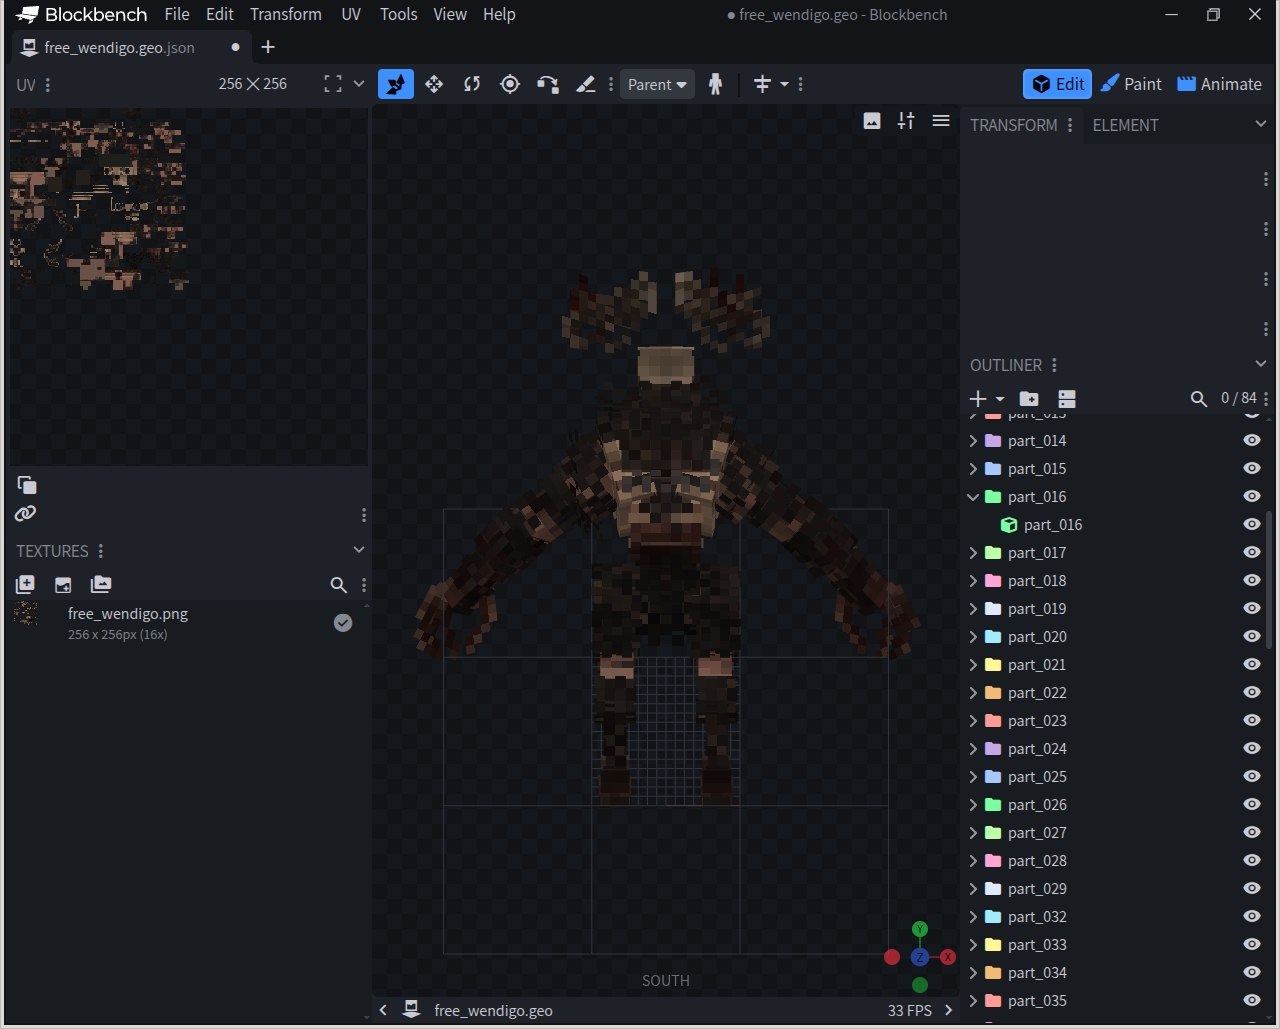 Blockbench File Edit Transform UV Tools View Help ● free_wendigo.geo - Blockbench
free_wendigo.geo.json
UV 256 × 256 Parent Edit Paint Animate
TRANSFORM ELEMENT
OUTLINER
0 / 84
part_013
part_014
part_015
part_016
part_016
part_017
part_018
part_019
part_020
part_021
part_022
part_023
part_024
part_025
part_026
part_027
part_028
part_029
part_032
part_033
part_034
part_035
TEXTURES
free_wendigo.png
256 x 256px (16x)
Y
Z X
SOUTH
free_wendigo.geo 33 FPS